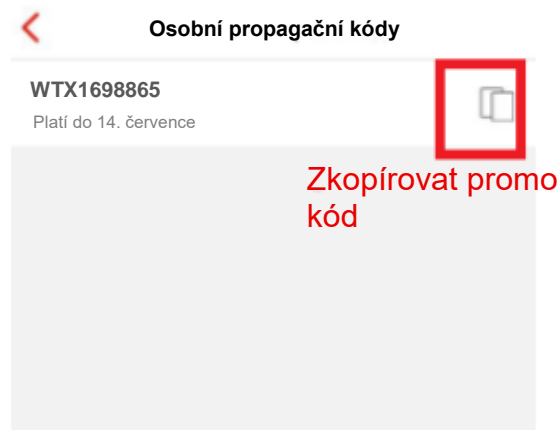 Osobní propagační kódy
WTX1698865
Platí do 14. července
Zkopírovat promo
kód